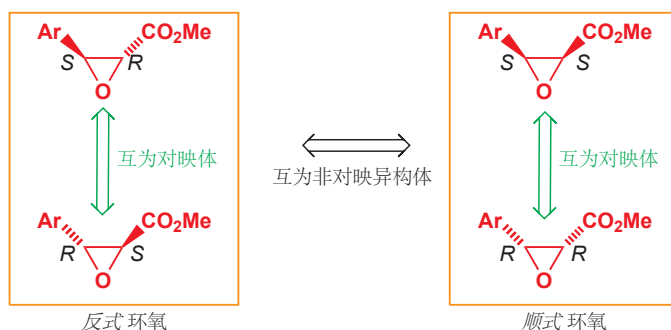 Ar CO2Me Ar CO2Me
S R S S
O O
互为对映体 互为对映体
互为非对映异构体
Ar CO2Me Ar CO2Me
R S R R
O O
反式 环氧 顺式 环氧